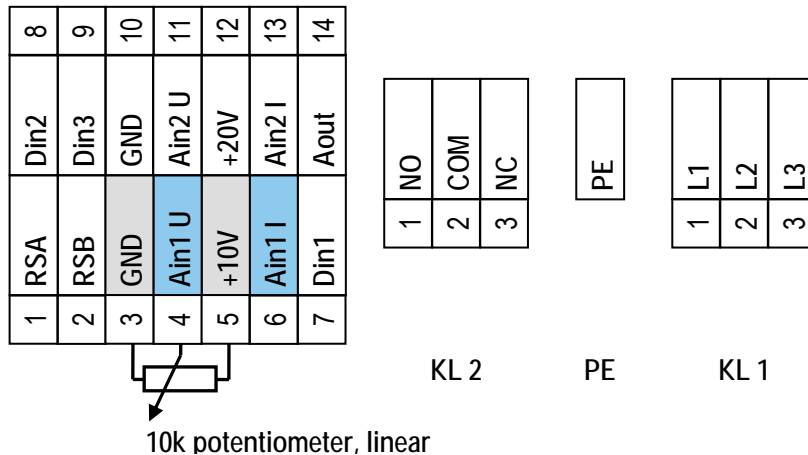 8 9 10 11 12 13 14
Din2 Din3 GND Ain2 U +20V Ain2 I Aout
RSA RSB GND Ain1 U +10V Ain1 I Din1
1 2 3 4 5 6 7
NO COM NC
1 2 3
PE
L1 L2 L3
1 2 3
KL 2 PE KL 1
10k potentiometer, linear